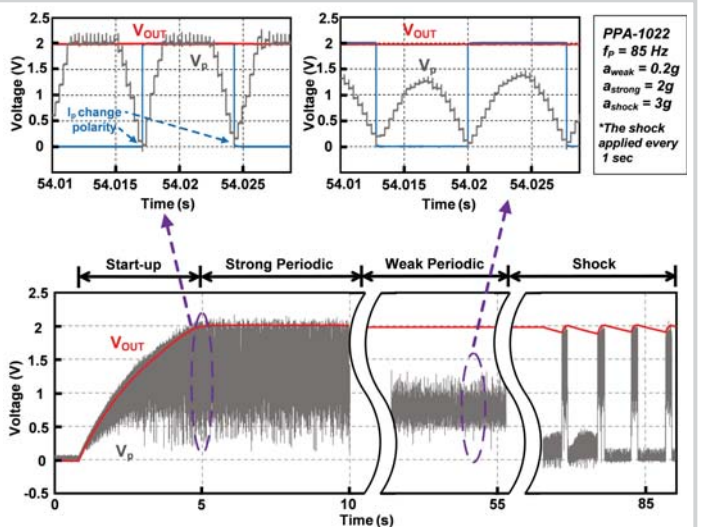 2.5
2
1.5
1
0.5
0
Voltage (V)
VOUT
Vp
IP change
polarity
54.01 54.015 54.02 54.025
Time (s)
2.5
2
1.5
1
0.5
0
Voltage (V)
VOUT
Vp
54.01 54.015 54.02 54.025
Time (s)
PPA-1022
fP = 85 Hz
aweak = 0.2g
astrong = 2g
ashock = 3g
*The shock
applied every
1 sec
Start-up Strong Periodic Weak Periodic Shock
2.5
2
1.5
1
0.5
0
-0.5
Voltage (V)
VOUT
Vp
0 5 10 55 85
Time (s)